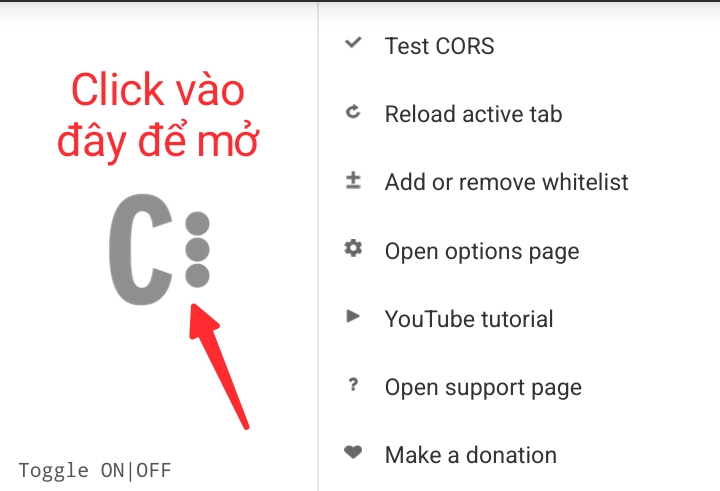 Click vào
đây để mở
C
Toggle ON|OFF
Test CORS
Reload active tab
Add or remove whitelist
Open options page
YouTube tutorial
? Open support page
Make a donation